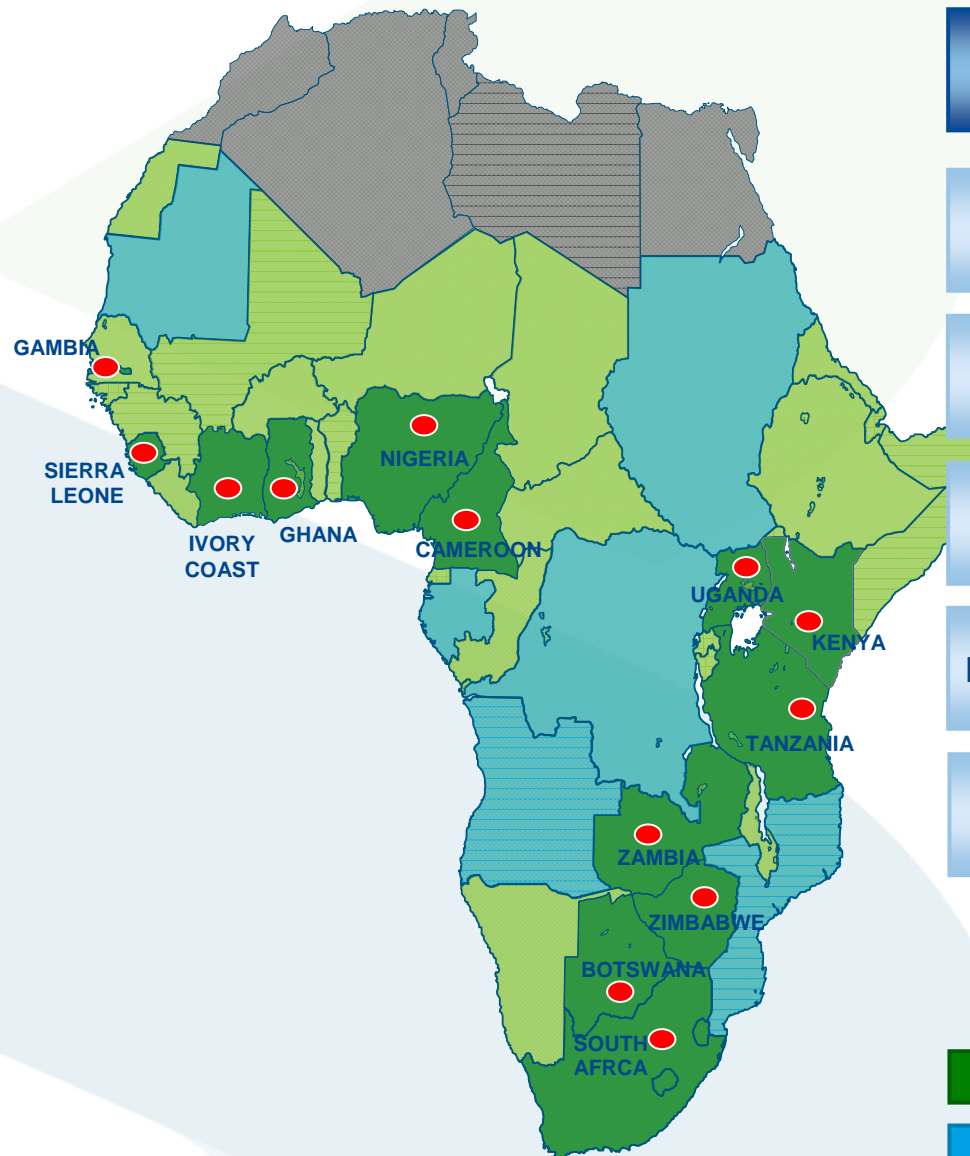 GAMBIA
SIERRA
LEONE
IVORY
COAST
GHANA
NIGERIA
CAMEROON
UGANDA
KENYA
TANZANIA
ZAMBIA
ZIMBABWE
BOTSWANA
SOUTH
AFRCA